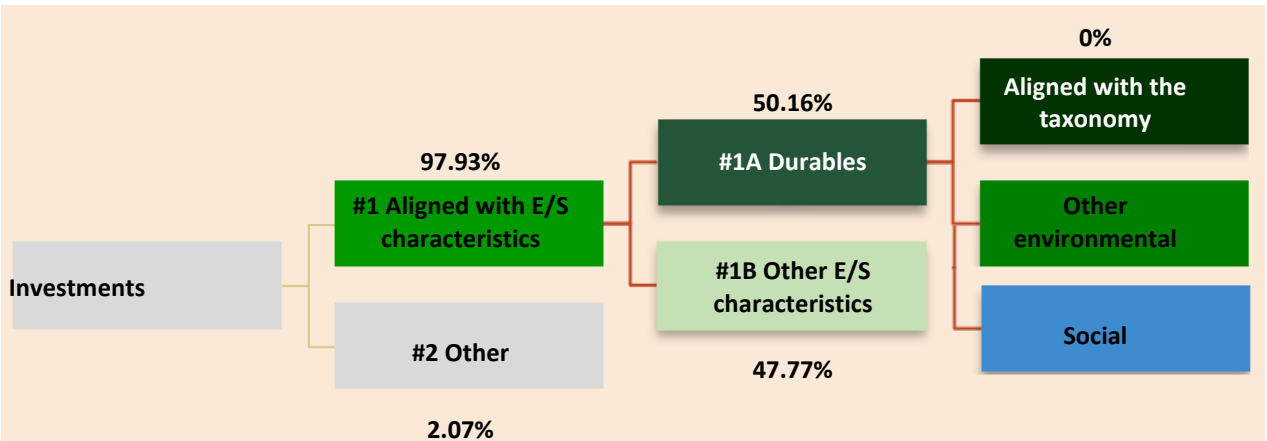 0%
Aligned with the
taxonomy
50.16%
#1A Durables
97.93%
#1 Aligned with E/S
characteristics
Other
environmental
#1B Other E/S
characteristics
Investments
Social
#2 Other
47.77%
2.07%